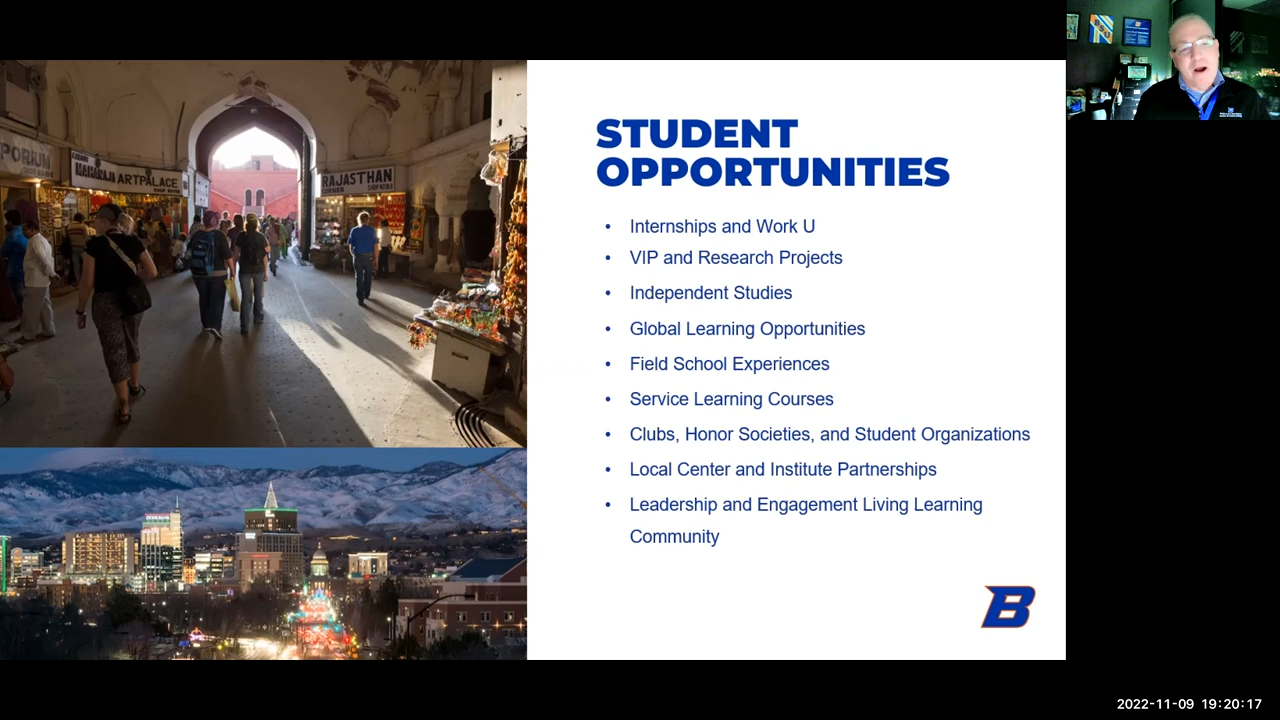 STUDENT
OPPORTUNITIES
• Internships and Work U
• VIP and Research Projects
• Independent Studies
• Global Learning Opportunities
• Field School Experiences
• Service Learning Courses
• Clubs, Honor Societies, and Student Organizations
• Local Center and Institute Partnerships
• Leadership and Engagement Living Learning
Community
PORIUM
MAHARAJA ARTPALACE
RAJASTHAN
CORNER
B
2022-11-09 19:20:17